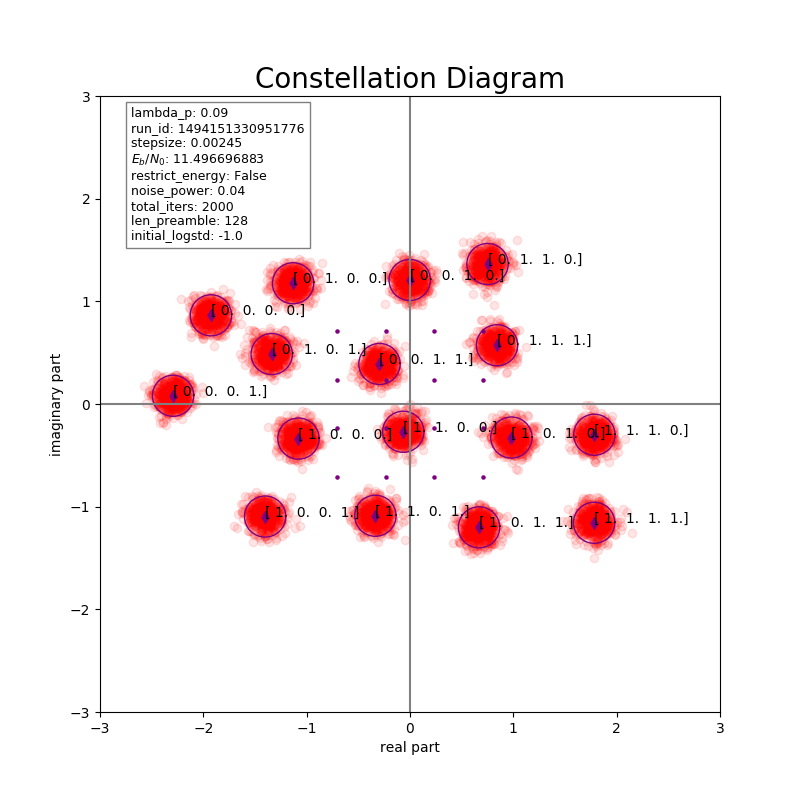 Constellation Diagram
lambda_p: 0.09
run_id: 1494151330951776
stepsize: 0.00245
E_b/N_0: 11.496696883
restrict_energy: False
noise_power: 0.04
total_iters: 2000
len_preamble: 128
initial_logstd: -1.0
[ 0. 1. 1. 0.]
[ 0. 1. 0. 0.]
[ 0. 0. 1. 0.]
[ 0. 0. 0. 0.]
[ 0. 1. 1. 1.]
[ 0. 1. 0. 1.]
[ 0. 0. 1. 1.]
[ 0. 0. 0. 1.]
[ 1. 0. 0. 0.]
[ 1. 1. 0. 0.]
[ 1. 0. 1. 0.]
[ 1. 1. 1. 0.]
[ 1. 0. 0. 1.]
[ 1. 1. 0. 1.]
[ 1. 0. 1. 1.]
[ 1. 1. 1. 1.]
3
2
1
0
−1
−2
−3
imaginary part
−3 −2 −1 0 1 2 3
real part